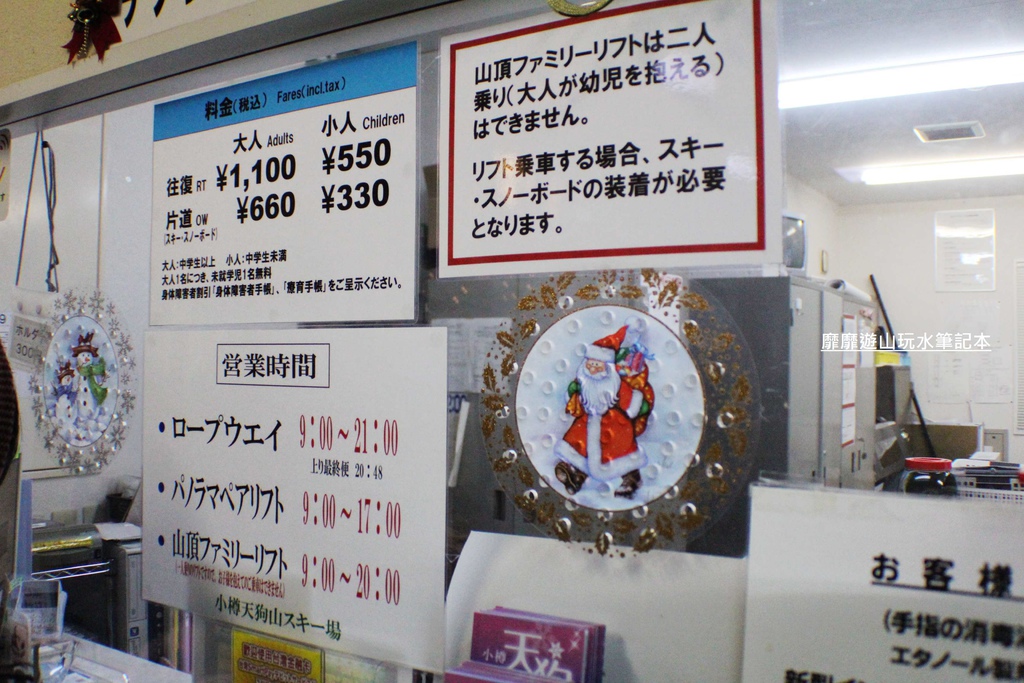 料金(税込) Fares(incl.tax)
大人 Adults 小人 Children
往復 RT ¥1,100 ¥550
片道 OW ¥660 ¥330
(スキー・スノーボード)
大人:中学生以上 小人:中学生未満
大人1名につき、未就学児1名無料
身体障害者割引「身体障害者手帳」、「療育手帳」をご呈示ください。
山頂ファミリーリフトは二人
乗り(大人が幼児を抱える)
はできません。
リフト乗車する場合、スキー
・スノーボードの装着が必要
となります。
ホルダ
300
営業時間
・ロープウエイ 9:00～21:00
上り最終便 20:48
・パノラマペアリフト 9:00～17:00
・山頂ファミリーリフト 9:00～20:00
小樽天狗山スキー場
靡靡遊山玩水筆記本
小樽
天狗
お客様
(手指の消毒
エタノール製